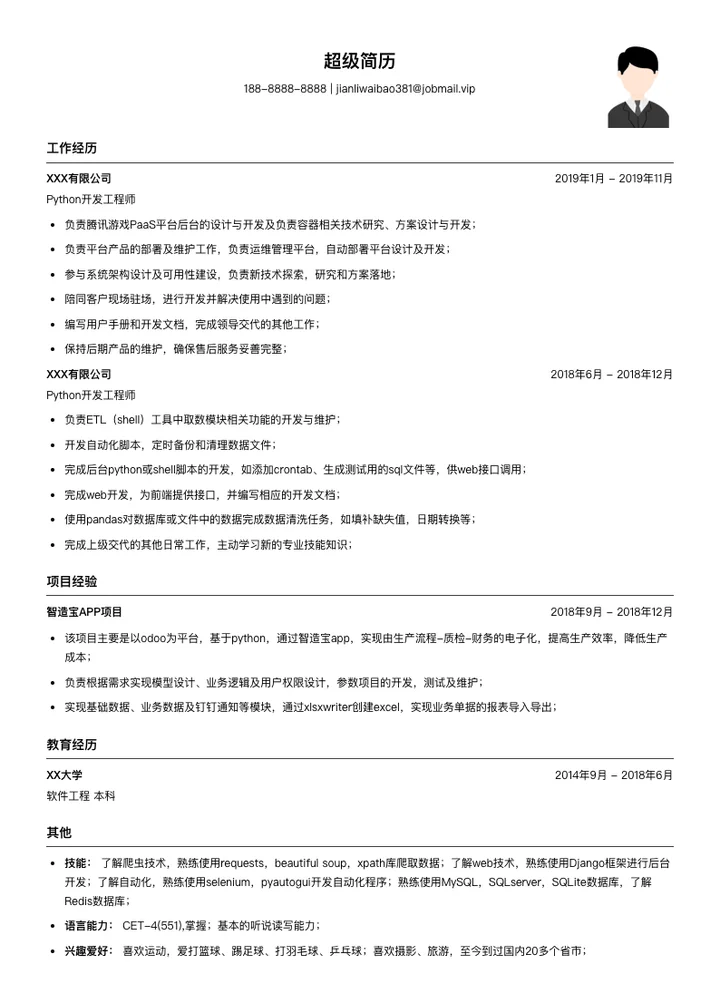 超级简历
188-8888-8888 | jianliwaibao381@jobmail.vip
工作经历
XXX有限公司 2019年1月 – 2019年11月
Python开发工程师
• 负责腾讯游戏PaaS平台后台的设计与开发及负责容器相关技术研究、方案设计与开发；
• 负责平台产品的部署及维护工作，负责运维管理平台，自动部署平台设计及开发；
• 参与系统架构设计及可用性建设，负责新技术探索，研究和方案落地；
• 陪同客户现场驻场，进行开发并解决使用中遇到的问题；
• 编写用户手册和开发文档，完成领导交代的其他工作；
• 保持后期产品的维护，确保售后服务妥善完整；
XXX有限公司 2018年6月 – 2018年12月
Python开发工程师
• 负责ETL（shell）工具中取数模块相关功能的开发与维护；
• 开发自动化脚本，定时备份和清理数据文件；
• 完成后台python或shell脚本的开发，如添加crontab、生成测试用的sql文件等，供web接口调用；
• 完成web开发，为前端提供接口，并编写相应的开发文档；
• 使用pandas对数据库或文件中的数据完成数据清洗任务，如填补缺失值，日期转换等；
• 完成上级交代的其他日常工作，主动学习新的专业技能知识；
项目经验
智造宝APP项目 2018年9月 – 2018年12月
• 该项目主要是以odoo为平台，基于python，通过智造宝app，实现由生产流程–质检–财务的电子化，提高生产效率，降低生产
成本；
• 负责根据需求实现模型设计、业务逻辑及用户权限设计，参数项目的开发，测试及维护；
• 实现基础数据、业务数据及钉钉通知等模块，通过xlsxwriter创建excel，实现业务单据的报表导入导出；
教育经历
XX大学 2014年9月 – 2018年6月
软件工程 本科
其他
• 技能： 了解爬虫技术，熟练使用requests，beautiful soup，xpath库爬取数据；了解web技术，熟练使用Django框架进行后台
开发；了解自动化，熟练使用selenium，pyautogui开发自动化程序；熟练使用MySQL，SQLserver，SQLite数据库，了解
Redis数据库；
• 语言能力： CET-4(551),掌握；基本的听说读写能力；
• 兴趣爱好： 喜欢运动，爱打篮球、踢足球、打羽毛球、乒乓球；喜欢摄影、旅游，至今到过国内20多个省市；